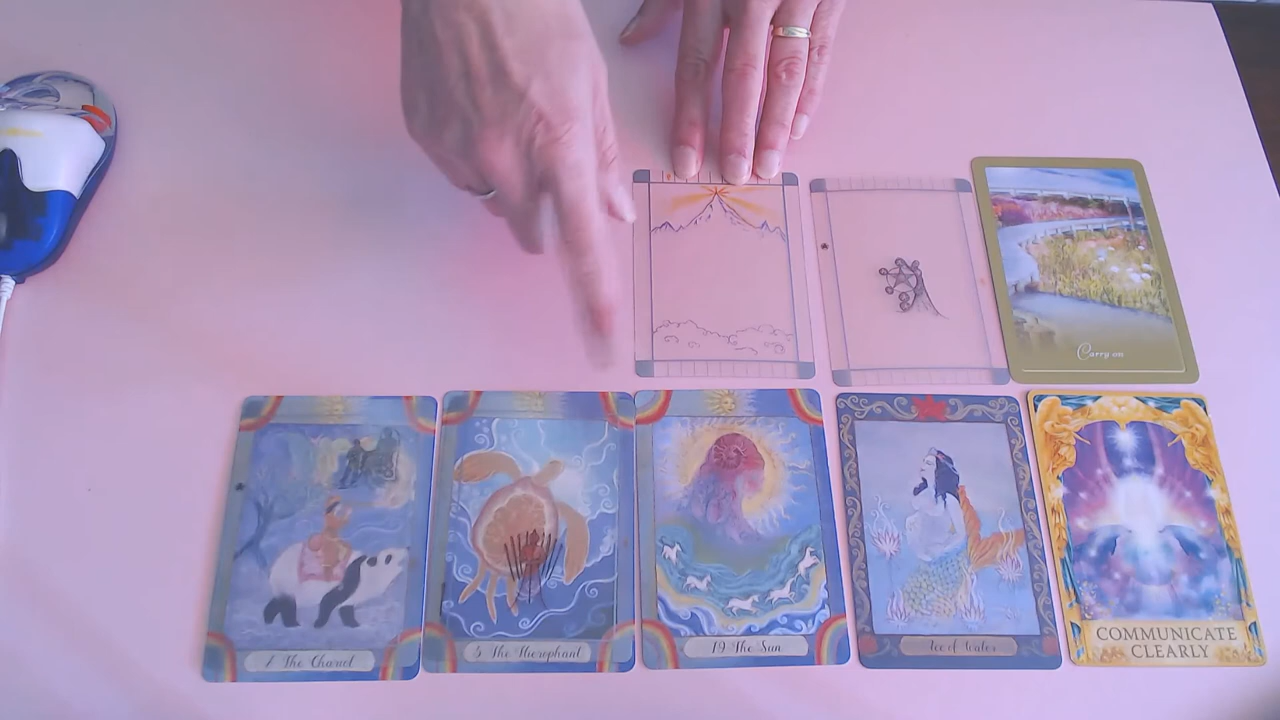 Carry on
7 The Chariot
5 The Hierophant
19 The Sun
Ace of Water
COMMUNICATE
CLEARLY